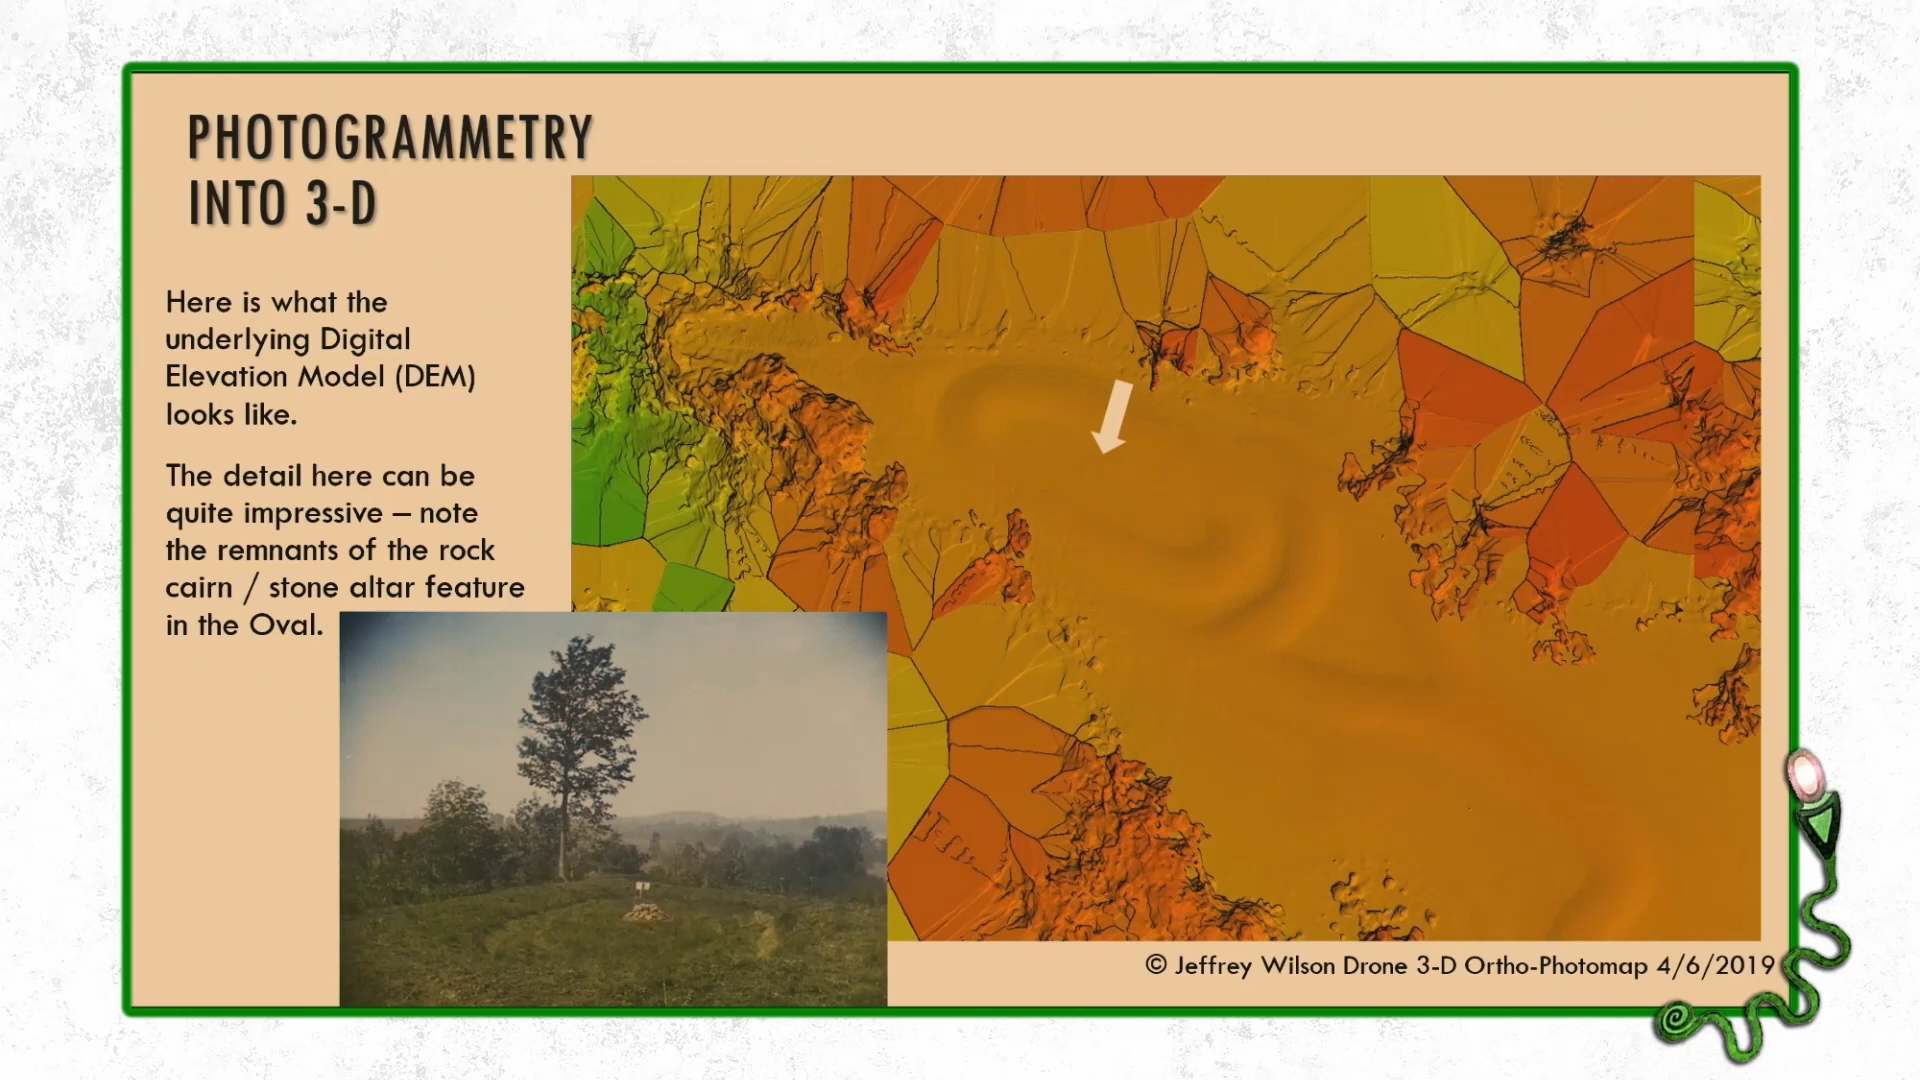 PHOTOGRAMMETRY
INTO 3-D
Here is what the
underlying Digital
Elevation Model (DEM)
looks like.
The detail here can be
quite impressive – note
the remnants of the rock
cairn / stone altar feature
in the Oval.
© Jeffrey Wilson Drone 3-D Ortho-Photomap 4/6/2019